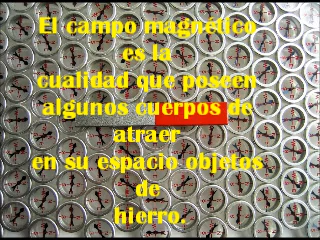 El campo magnético
es la
cualidad que poseen
algunos cuerpos de
atraer
en su espacio objetos
de
hierro.